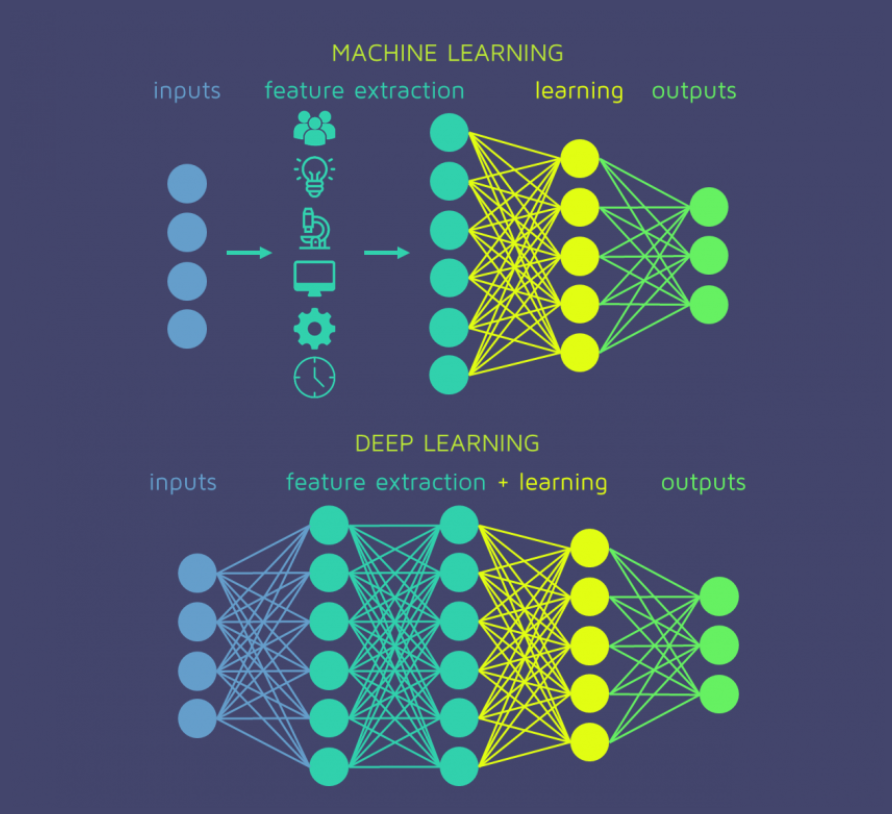 MACHINE LEARNING
inputs feature extraction learning outputs
DEEP LEARNING
inputs feature extraction + learning outputs